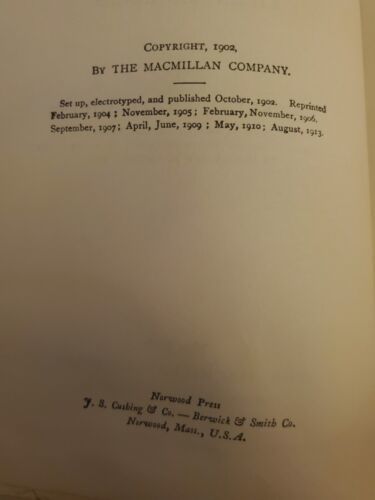 COPYRIGHT, 1902,
BY THE MACMILLAN COMPANY.
Set up, electrotyped, and published October, 1902. Reprinted
February, 1904; November, 1905; February, November, 1906,
September, 1907; April, June, 1909; May, 1910; August, 1913.
Norwood Press
J. S. Cushing & Co. — Berwick & Smith Co.
Norwood, Mass., U.S.A.